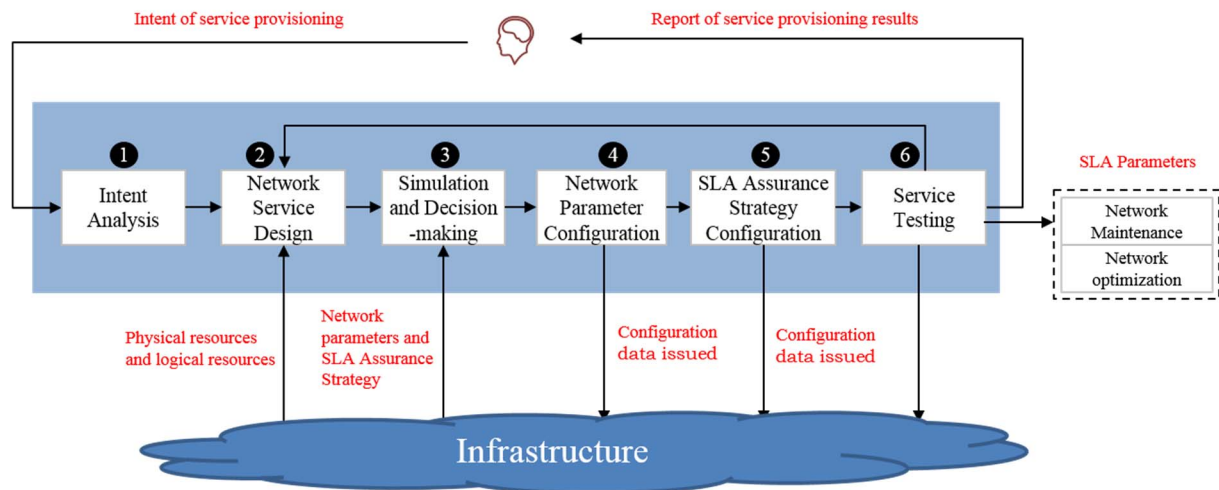 Intent of service provisioning
Report of service provisioning results
1
2
3
4
5
6
Intent
Analysis
Network
Service
Design
Simulation
and Decision
-making
Network
Parameter
Configuration
SLA Assurance
Strategy
Configuration
Service
Testing
SLA Parameters
Network
Maintenance
Network
optimization
Physical resources
and logical resources
Network
parameters and
SLA Assurance
Strategy
Configuration
data issued
Configuration
data issued
Infrastructure